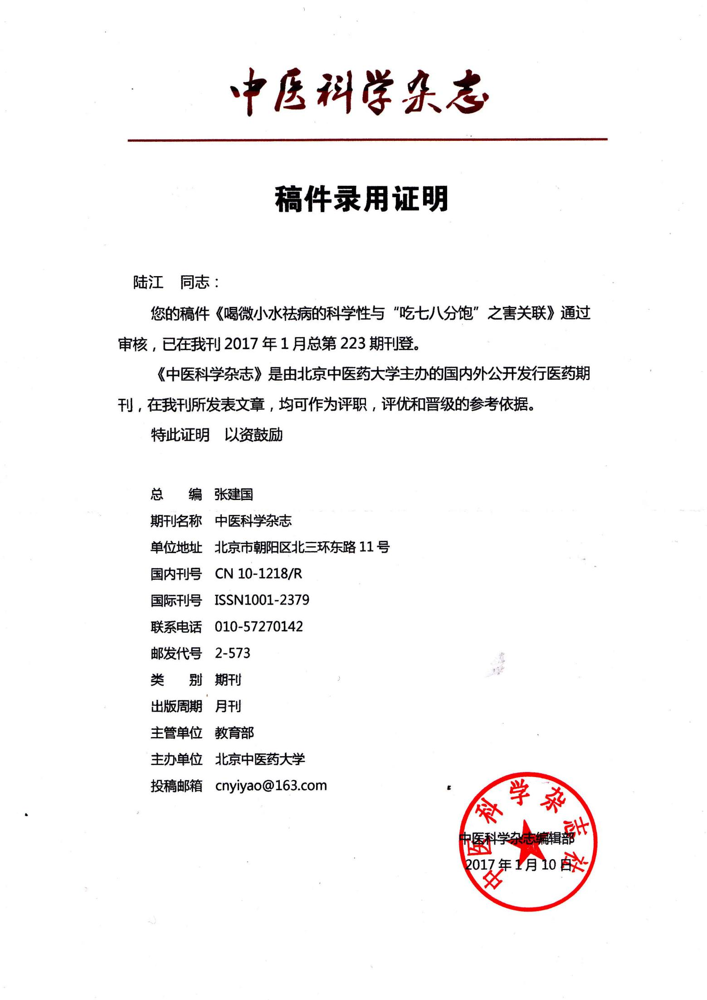 中医科学杂志
稿件录用证明
陆江 同志：
您的稿件《喝微小水祛病的科学性与“吃七八分饱”之害关联》通过
审核，已在我刊 2017 年 1 月总第 223 期刊登。
《中医科学杂志》是由北京中医药大学主办的国内外公开发行医药期
刊，在我刊所发表文章，均可作为评职，评优和晋级的参考依据。
特此证明 以资鼓励
总 编 张建国
期刊名称 中医科学杂志
单位地址 北京市朝阳区北三环东路 11 号
国内刊号 CN 10-1218/R
国际刊号 ISSN1001-2379
联系电话 010-57270142
邮发代号 2-573
类 别 期刊
出版周期 月刊
主管单位 教育部
主办单位 北京中医药大学
投稿邮箱 cnyiyao@163.com
中医科学杂志社
中医科学杂志编辑部
2017 年 1 月 10 日